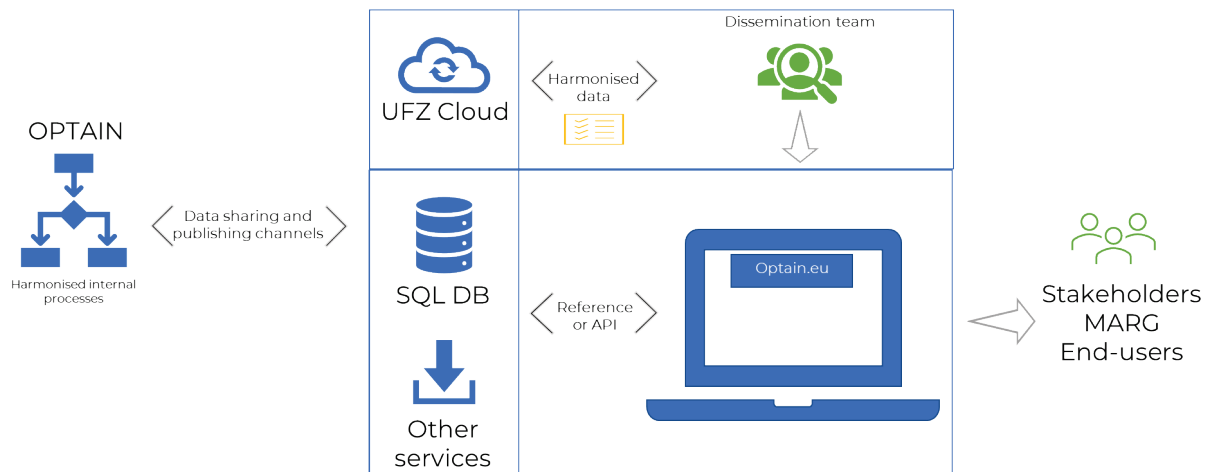 OPTAIN
Harmonised internal
processes
Data sharing and
publishing channels
UFZ Cloud
Harmonised
data
Dissemination team
SQL DB
Other
services
Reference
or API
Optain.eu
Stakeholders
MARG
End-users